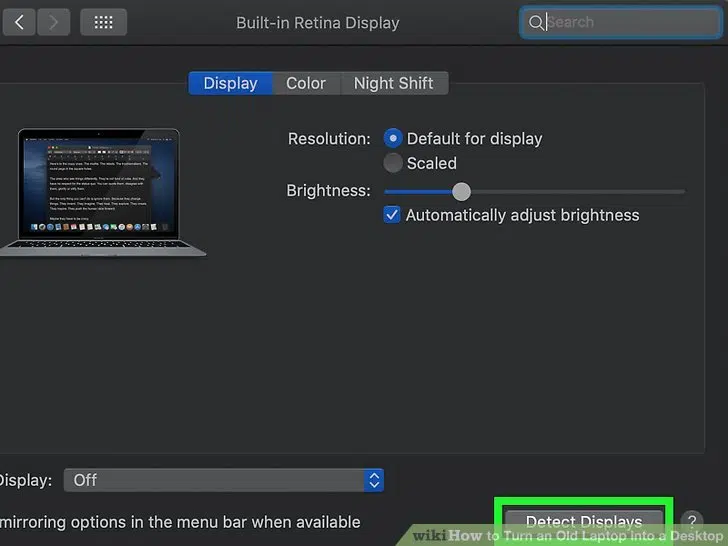 Built-in Retina Display
Search
Display
Color
Night Shift
Resolution:
Default for display
Scaled
Brightness:
Automatically adjust brightness
Display:
Off
mirroring options in the menu bar when available
Detect Displays
?
wikiHow to Turn an Old Laptop into a Desktop